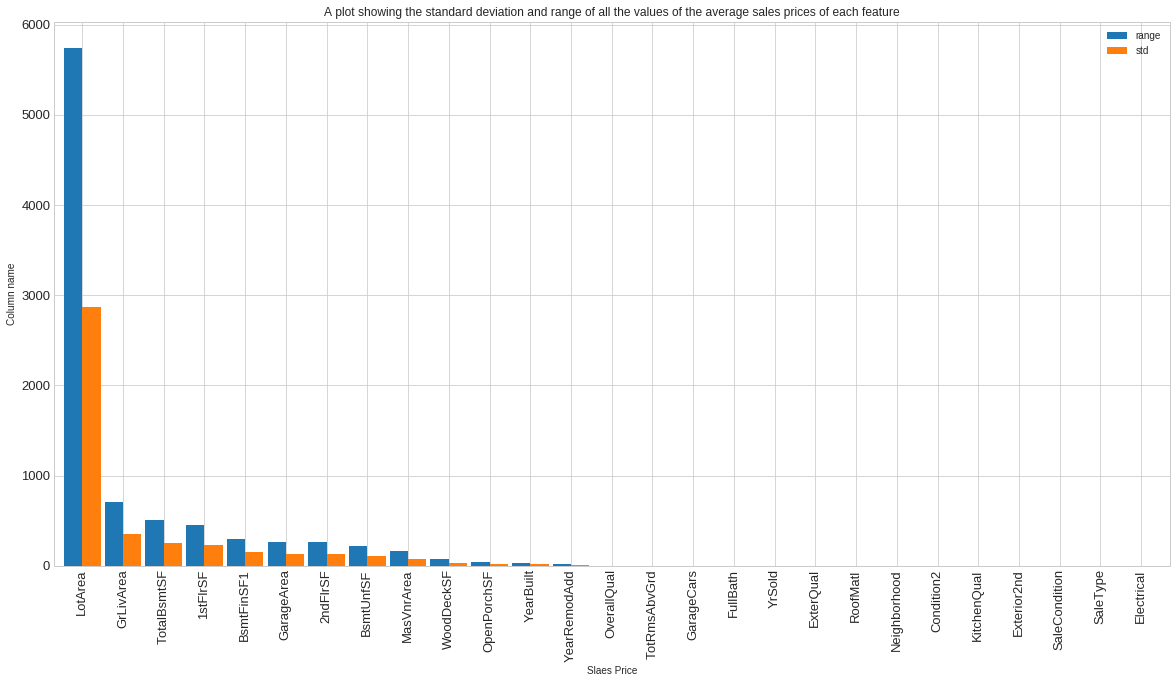 A plot showing the standard deviation and range of all the values of the average sales prices of each feature
range
std
6000
5000
4000
3000
2000
1000
0
Column name
LotArea
GrLivArea
TotalBsmtSF
1stFlrSF
BsmtFinSF1
GarageArea
2ndFlrSF
BsmtUnfSF
MasVnrArea
WoodDeckSF
OpenPorchSF
YearBuilt
YearRemodAdd
OverallQual
TotRmsAbvGrd
GarageCars
FullBath
YrSold
ExterQual
RoofMatl
Neighborhood
Condition2
KitchenQual
Exterior2nd
SaleCondition
SaleType
Electrical
Slaes Price